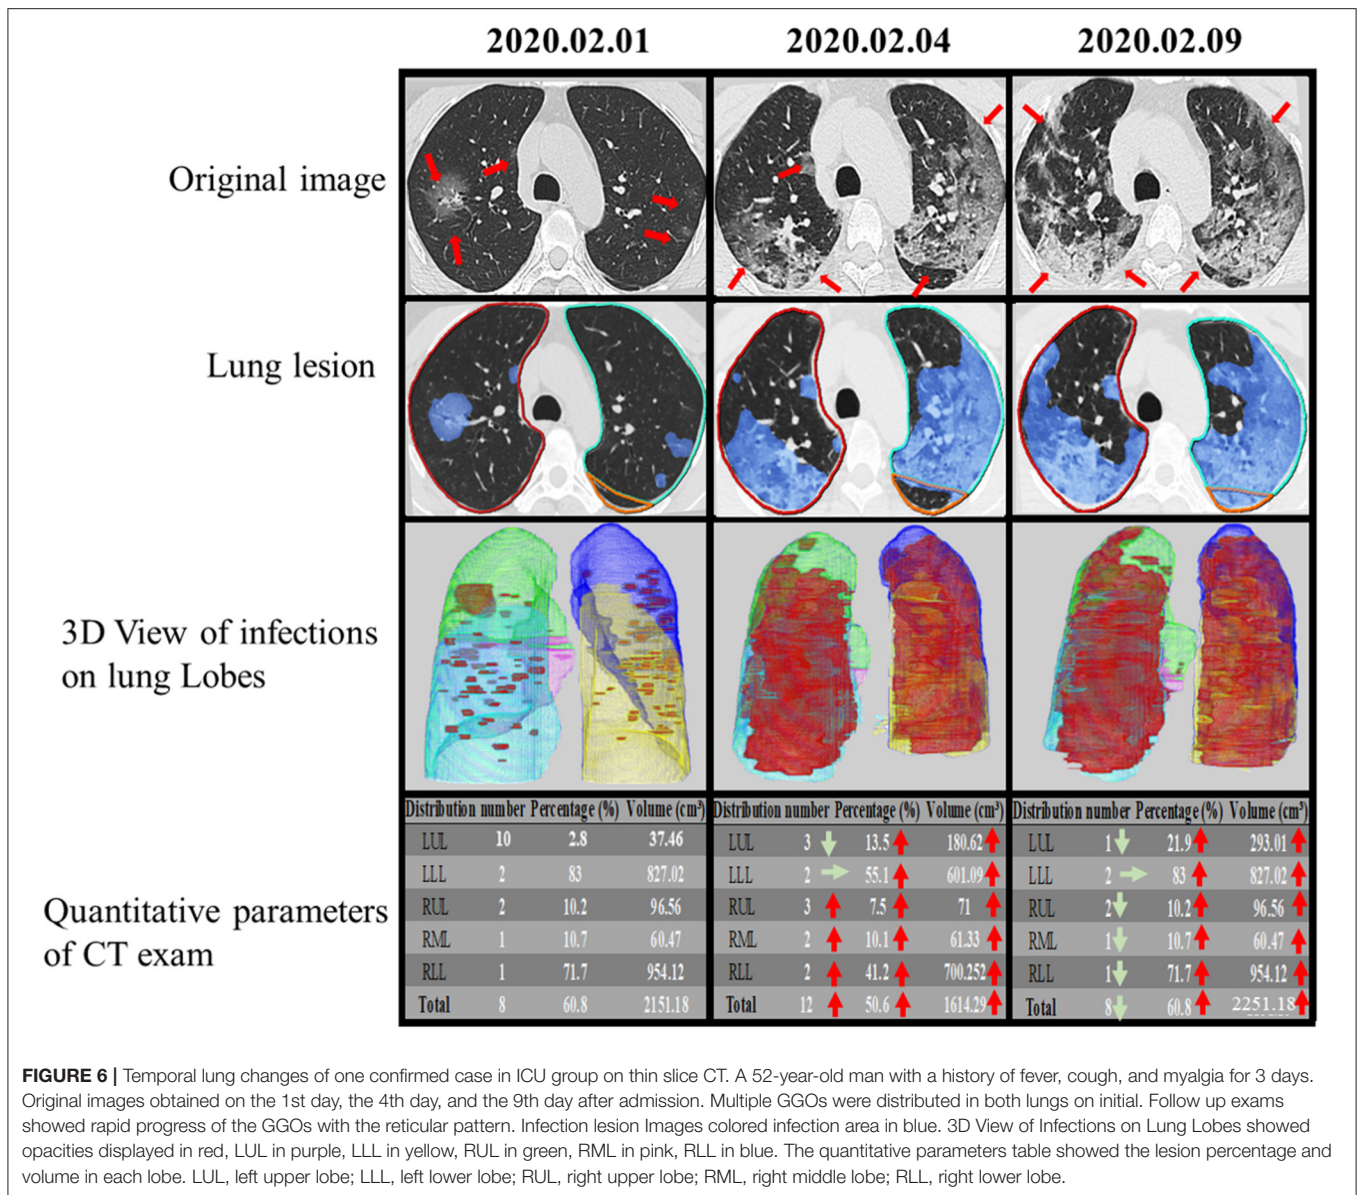 2020.02.01 2020.02.04 2020.02.09
Original image
Lung lesion
3D View of infections
on lung Lobes
Quantitative parameters
of CT exam
Distribution number Percentage (%) Volume (cm³)
LUL 10 2.8 37.46
LLL 2 83 827.02
RUL 2 10.2 96.56
RML 1 10.7 60.47
RLL 1 71.7 954.12
Total 8 60.8 2151.18
Distribution number Percentage (%) Volume (cm³)
LUL 3 13.5 180.62
LLL 2 55.1 601.09
RUL 3 7.5 71
RML 2 10.1 61.33
RLL 2 41.2 700.252
Total 12 50.6 1614.29
Distribution number Percentage (%) Volume (cm³)
LUL 1 21.9 293.01
LLL 2 83 827.02
RUL 2 10.2 96.56
RML 1 10.7 60.47
RLL 1 71.7 954.12
Total 8 60.8 2251.18
FIGURE 6 | Temporal lung changes of one confirmed case in ICU group on thin slice CT. A 52-year-old man with a history of fever, cough, and myalgia for 3 days.
Original images obtained on the 1st day, the 4th day, and the 9th day after admission. Multiple GGOs were distributed in both lungs on initial. Follow up exams
showed rapid progress of the GGOs with the reticular pattern. Infection lesion Images colored infection area in blue. 3D View of Infections on Lung Lobes showed
opacities displayed in red, LUL in purple, LLL in yellow, RUL in green, RML in pink, RLL in blue. The quantitative parameters table showed the lesion percentage and
volume in each lobe. LUL, left upper lobe; LLL, left lower lobe; RUL, right upper lobe; RML, right middle lobe; RLL, right lower lobe.